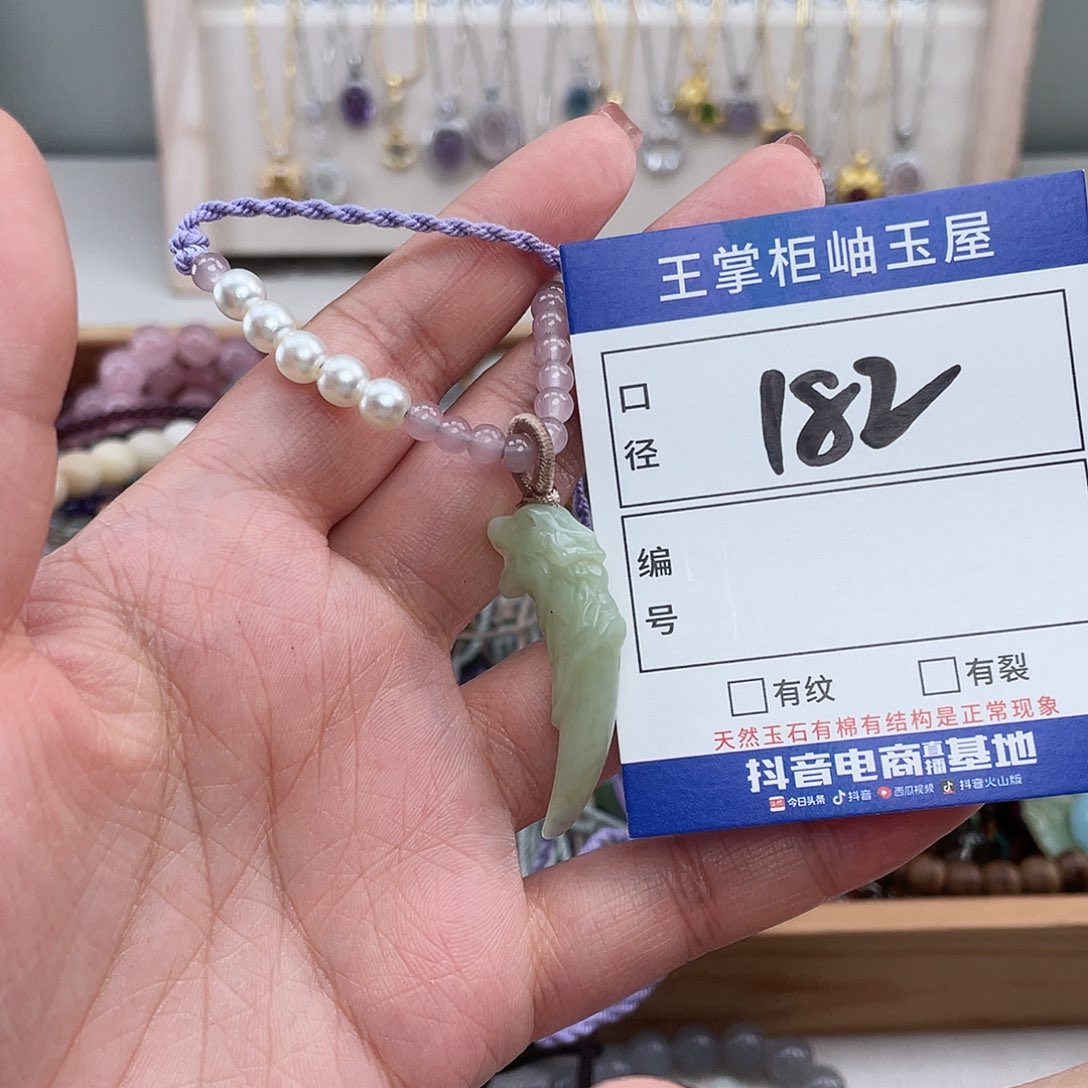 王掌柜岫玉屋
口径
182
编号
有纹
有裂
天然玉石有棉有结构是正常现象
抖音电商直播基地
今日头条 抖音 西瓜视频 抖音火山版